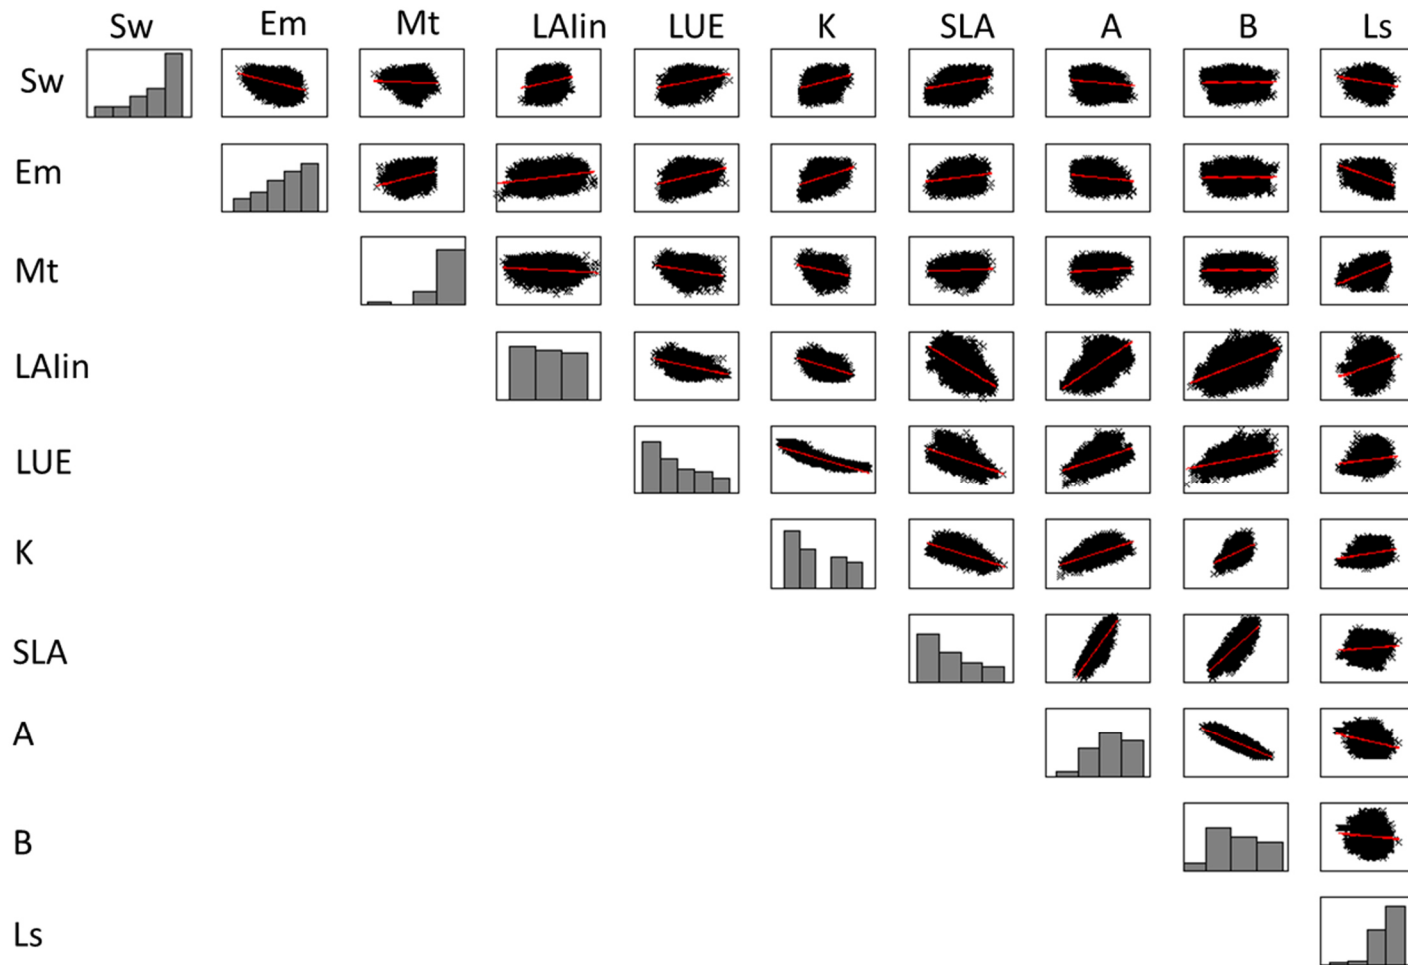 Sw Em Mt LAIin LUE K SLA A B Ls
Sw
Em
Mt
LAIin
LUE
K
SLA
A
B
Ls